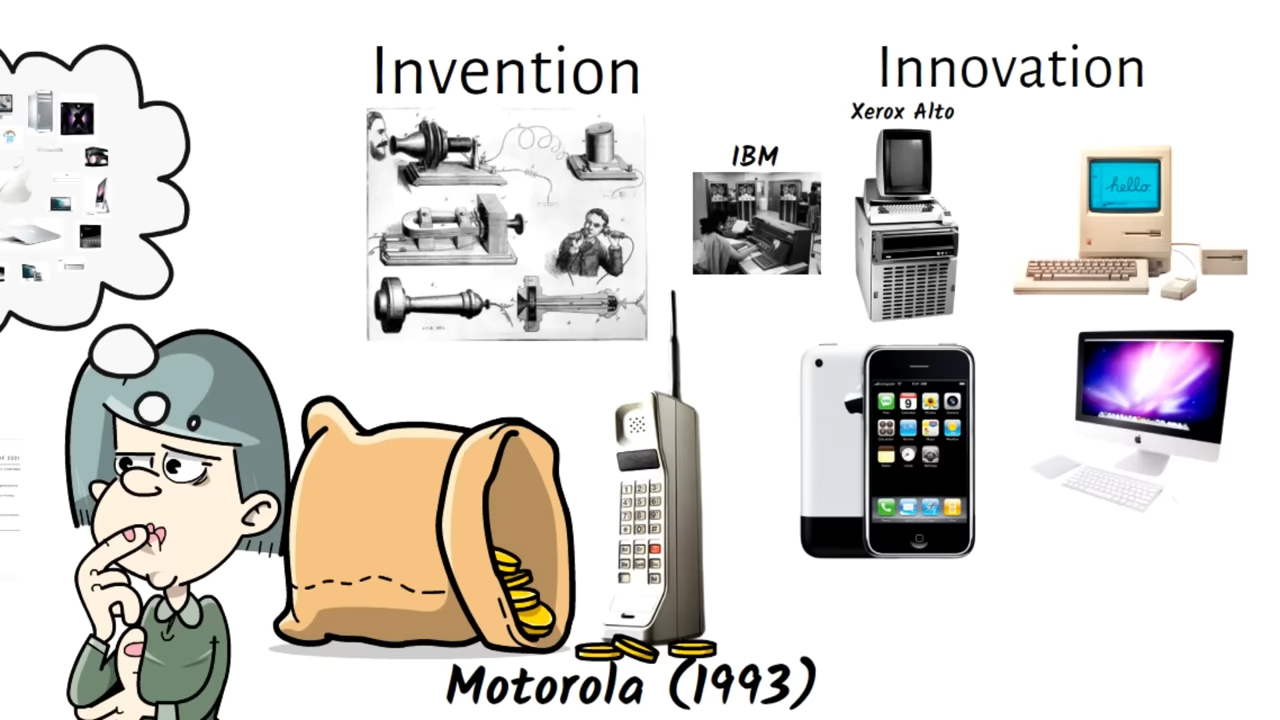 Invention
Innovation
Xerox Alto
IBM
hello.
Motorola (1993)